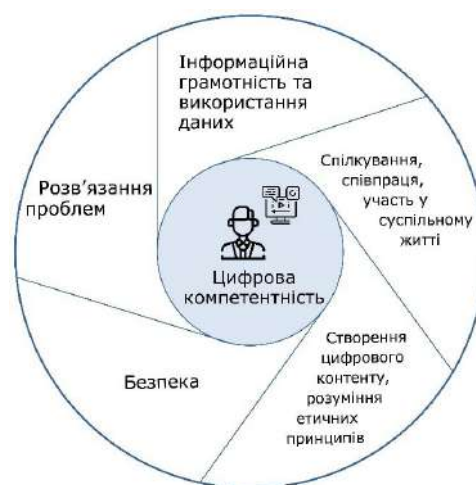 Інформаційна
грамотність та
використання
даних
Спілкування,
співпраця,
участь у
суспільному
житті
Створення
цифрового
контенту,
розуміння
етичних
принципів
Безпека
Розв’язання
проблем
Цифрова
компетентність